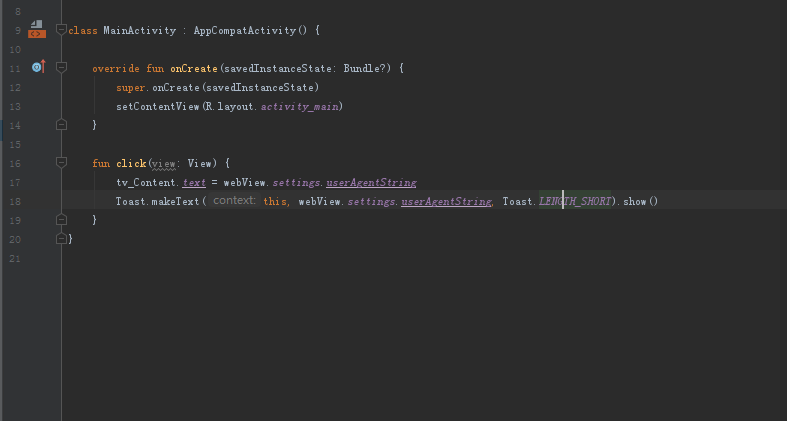 8
9 class MainActivity : AppCompatActivity() {
10
11 override fun onCreate(savedInstanceState: Bundle?) {
12 super.onCreate(savedInstanceState)
13 setContentView(R.layout.activity_main)
14 }
15
16 fun click(view: View) {
17 tv_Content.text = webView.settings.userAgentString
18 Toast.makeText( context: this, webView.settings.userAgentString, Toast.LENGTH_SHORT).show()
19 }
20 }
21